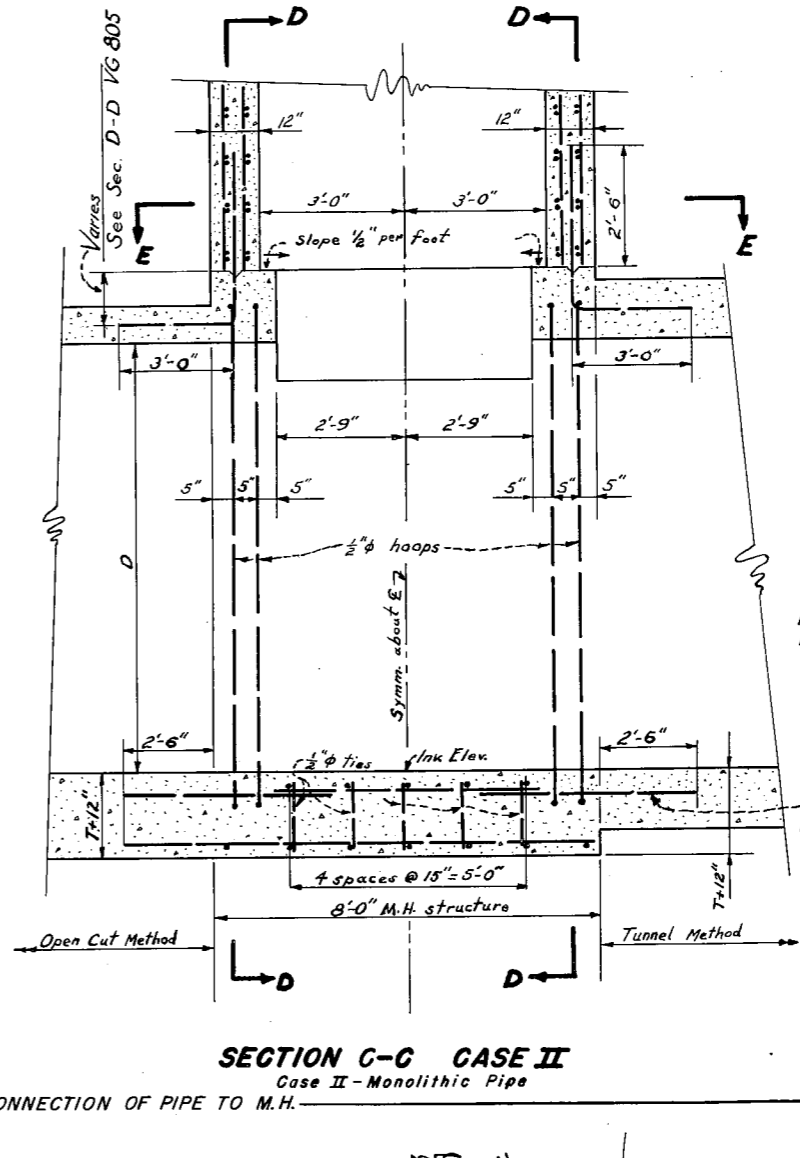 D D
Varies
See Sec. D-D VG 805
12" 12"
3'-0" 3'-0"
2'-6"
E E
slope 1/2" per foot
3'-0" 3'-0"
2'-9" 2'-9"
5" 5" 5" 5" 5" 5"
1/2"φ hoops
D
Symm. about ℄
2'-6" 2'-6"
1/2"φ ties
Inv. Elev.
T+12" T+12"
4 spaces @ 15" = 5'-0"
8'-0" M.H. structure
Open Cut Method Tunnel Method
D D
SECTION C-C CASE II
Case II - Monolithic Pipe
ONNECTION OF PIPE TO M.H.